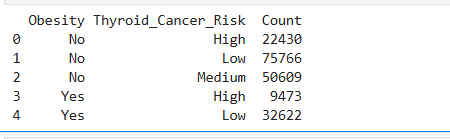 Obesity Thyroid_Cancer_Risk Count
0 No High 22430
1 No Low 75766
2 No Medium 50609
3 Yes High 9473
4 Yes Low 32622